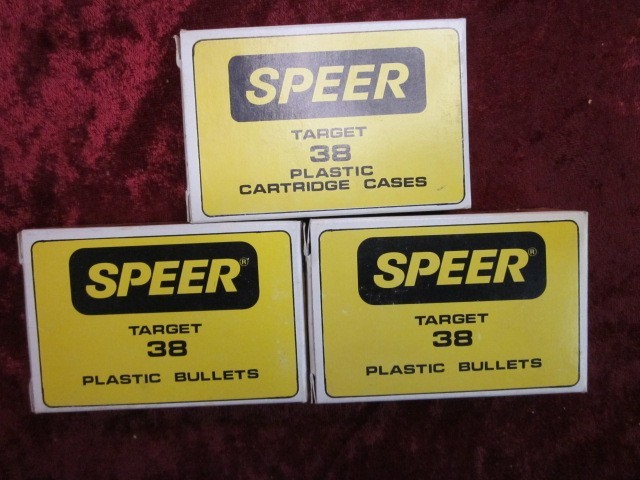 SPEER
TARGET
38
PLASTIC
CARTRIDGE CASES
SPEER®
TARGET
38
PLASTIC BULLETS
SPEER®
TARGET
38
PLASTIC BULLETS